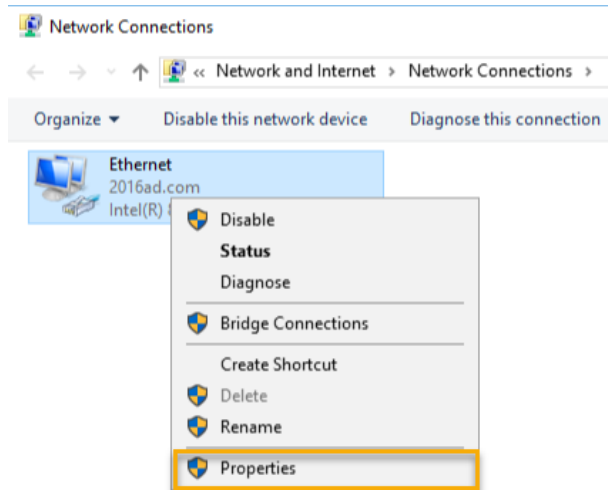 Network Connections
« Network and Internet › Network Connections ›
Organize Disable this network device Diagnose this connection
Ethernet
2016ad.com
Intel(R)
Disable
Status
Diagnose
Bridge Connections
Create Shortcut
Delete
Rename
Properties